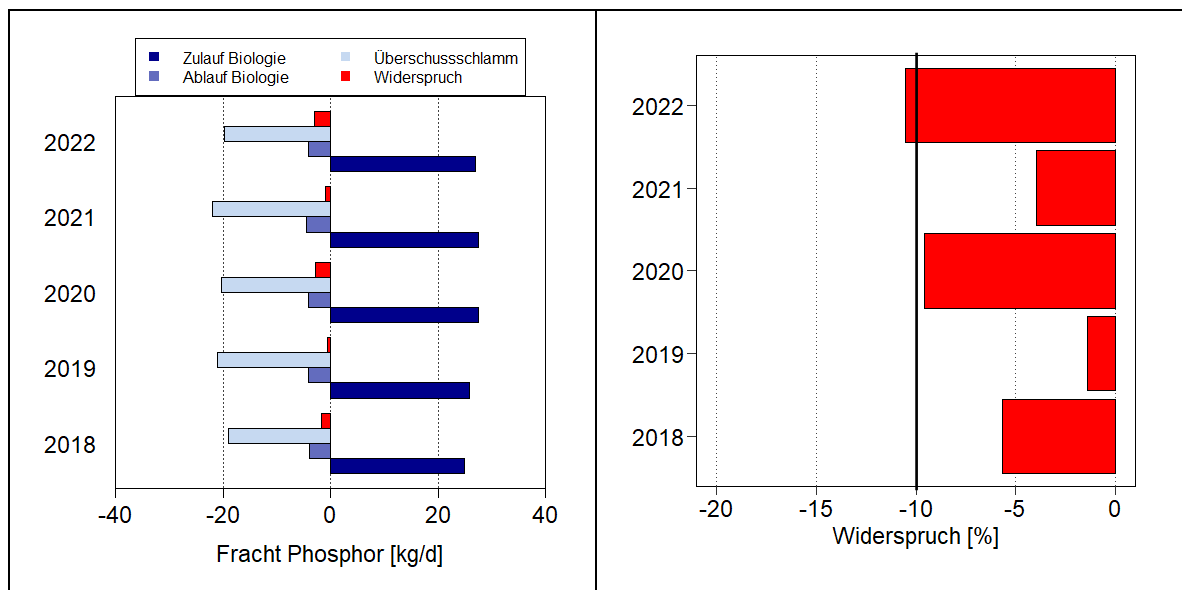 Zulauf Biologie
Ablauf Biologie
Überschussschlamm
Widerspruch
2022
2021
2020
2019
2018
-40 -20 0 20 40
Fracht Phosphor [kg/d]
2022
2021
2020
2019
2018
-20 -15 -10 -5 0
Widerspruch [%]